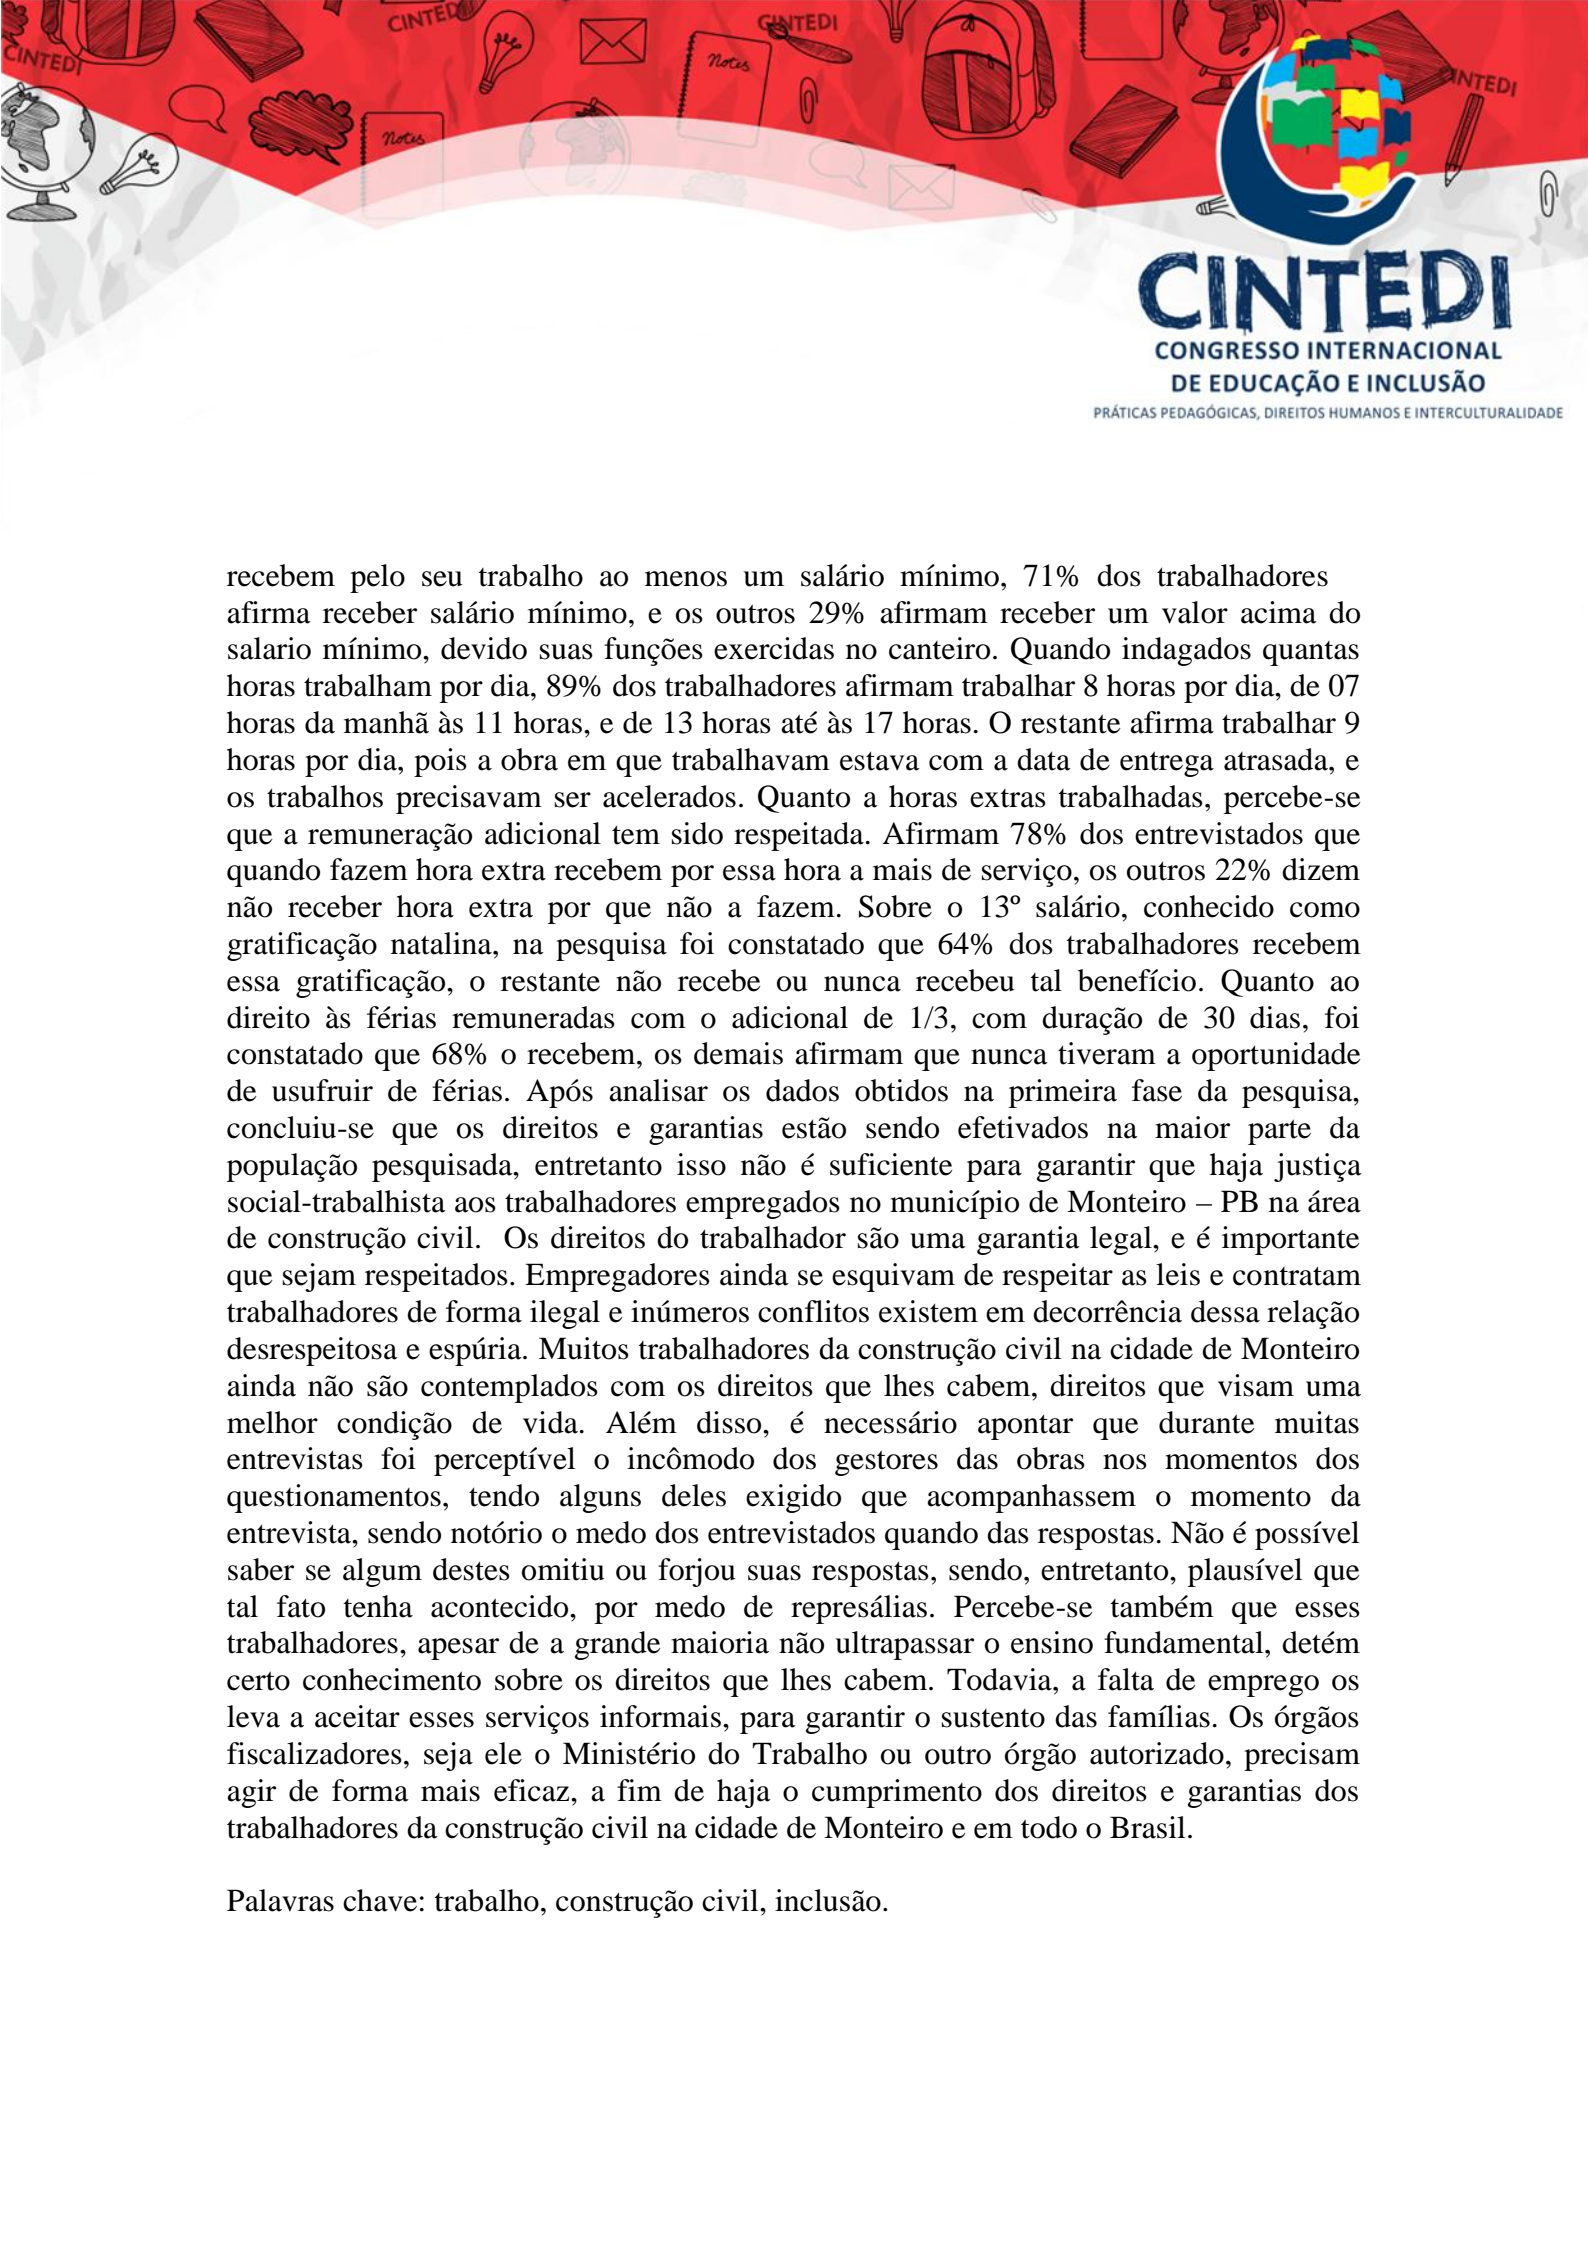 CINTEDI
CINTEDI
CINTEDI
CINTEDI
Notes
Notes
CINTEDI
CONGRESSO INTERNACIONAL
DE EDUCAÇÃO E INCLUSÃO
PRÁTICAS PEDAGÓGICAS, DIREITOS HUMANOS E INTERCULTURALIDADE
recebem pelo seu trabalho ao menos um salário mínimo, 71% dos trabalhadores
afirma receber salário mínimo, e os outros 29% afirmam receber um valor acima do
salario mínimo, devido suas funções exercidas no canteiro. Quando indagados quantas
horas trabalham por dia, 89% dos trabalhadores afirmam trabalhar 8 horas por dia, de 07
horas da manhã às 11 horas, e de 13 horas até às 17 horas. O restante afirma trabalhar 9
horas por dia, pois a obra em que trabalhavam estava com a data de entrega atrasada, e
os trabalhos precisavam ser acelerados. Quanto a horas extras trabalhadas, percebe-se
que a remuneração adicional tem sido respeitada. Afirmam 78% dos entrevistados que
quando fazem hora extra recebem por essa hora a mais de serviço, os outros 22% dizem
não receber hora extra por que não a fazem. Sobre o 13º salário, conhecido como
gratificação natalina, na pesquisa foi constatado que 64% dos trabalhadores recebem
essa gratificação, o restante não recebe ou nunca recebeu tal benefício. Quanto ao
direito às férias remuneradas com o adicional de 1/3, com duração de 30 dias, foi
constatado que 68% o recebem, os demais afirmam que nunca tiveram a oportunidade
de usufruir de férias. Após analisar os dados obtidos na primeira fase da pesquisa,
concluiu-se que os direitos e garantias estão sendo efetivados na maior parte da
população pesquisada, entretanto isso não é suficiente para garantir que haja justiça
social-trabalhista aos trabalhadores empregados no município de Monteiro – PB na área
de construção civil. Os direitos do trabalhador são uma garantia legal, e é importante
que sejam respeitados. Empregadores ainda se esquivam de respeitar as leis e contratam
trabalhadores de forma ilegal e inúmeros conflitos existem em decorrência dessa relação
desrespeitosa e espúria. Muitos trabalhadores da construção civil na cidade de Monteiro
ainda não são contemplados com os direitos que lhes cabem, direitos que visam uma
melhor condição de vida. Além disso, é necessário apontar que durante muitas
entrevistas foi perceptível o incômodo dos gestores das obras nos momentos dos
questionamentos, tendo alguns deles exigido que acompanhassem o momento da
entrevista, sendo notório o medo dos entrevistados quando das respostas. Não é possível
saber se algum destes omitiu ou forjou suas respostas, sendo, entretanto, plausível que
tal fato tenha acontecido, por medo de represálias. Percebe-se também que esses
trabalhadores, apesar de a grande maioria não ultrapassar o ensino fundamental, detém
certo conhecimento sobre os direitos que lhes cabem. Todavia, a falta de emprego os
leva a aceitar esses serviços informais, para garantir o sustento das famílias. Os órgãos
fiscalizadores, seja ele o Ministério do Trabalho ou outro órgão autorizado, precisam
agir de forma mais eficaz, a fim de haja o cumprimento dos direitos e garantias dos
trabalhadores da construção civil na cidade de Monteiro e em todo o Brasil.
Palavras chave: trabalho, construção civil, inclusão.